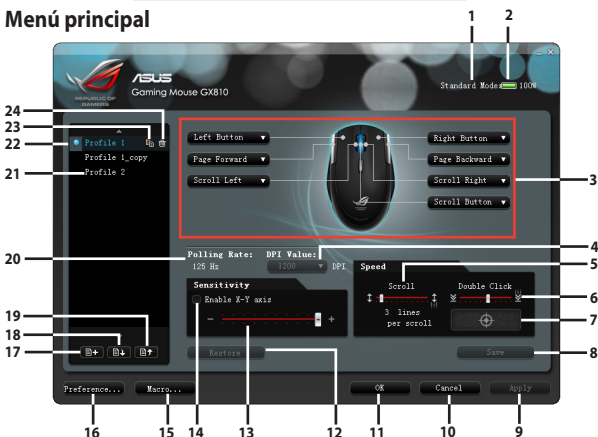 Menú principal
1 2
ASUS
Gaming Mouse GX810
REPUBLIC OF
GAMERS
Standard Mode: 100%
24
23
22
21
Profile 1
Profile 1_copy
Profile 2
Left Button Right Button
Page Forward Page Backward
Scroll Left Scroll Right
Scroll Button
3
4
5
6
7
8
20
Polling Rate: DPI Value:
125 Hz 1200 DPI
Speed
Scroll Double Click
3 lines
per scroll
Sensitivity
Enable X-Y axis
- +
19
18
17
Restore Save
Preference... Macro... OK Cancel Apply
16 15 14 13 12 11 10 9